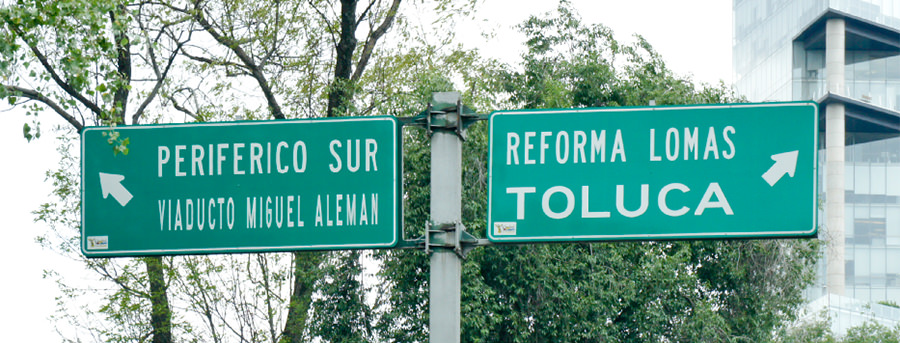 PERIFERICO SUR
VIADUCTO MIGUEL ALEMAN
REFORMA LOMAS
TOLUCA